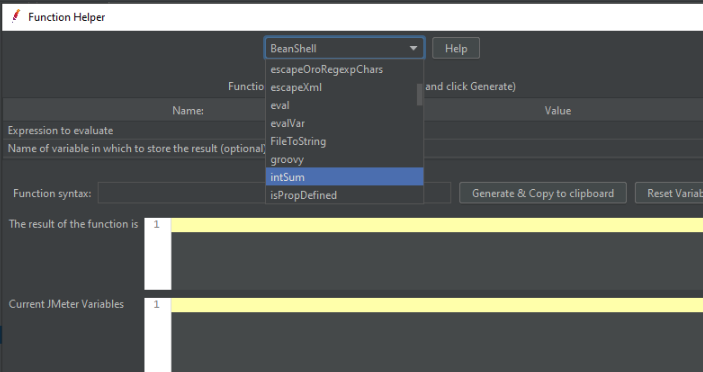 Function Helper
BeanShell
Help
escapeOroRegexpChars
Function and click Generate)
escapeXml
eval
Name: Value
evalVar
Expression to evaluate
FileToString
Name of variable in which to store the result (optional)
groovy
intSum
isPropDefined
Function syntax: Generate & Copy to clipboard Reset
The result of the function is 1
Current JMeter Variables 1